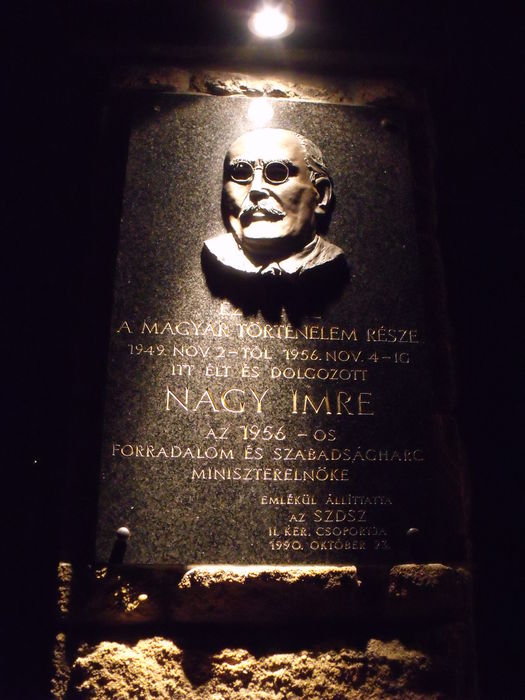 A MAGYAR TÖRTÉNELEM RÉSZE.
1949. NOV. 2-TÓL 1956. NOV. 4-IG
ITT ÉLT ÉS DOLGOZOTT
NAGY IMRE
AZ 1956-OS
FORRADALOM ÉS SZABADSÁGHARC
MINISZTERELNÖKE
EMLÉKÜL ÁLLÍTTATTA
AZ SZDSZ
II. KER. CSOPORTJA
1990. OKTÓBER 23.